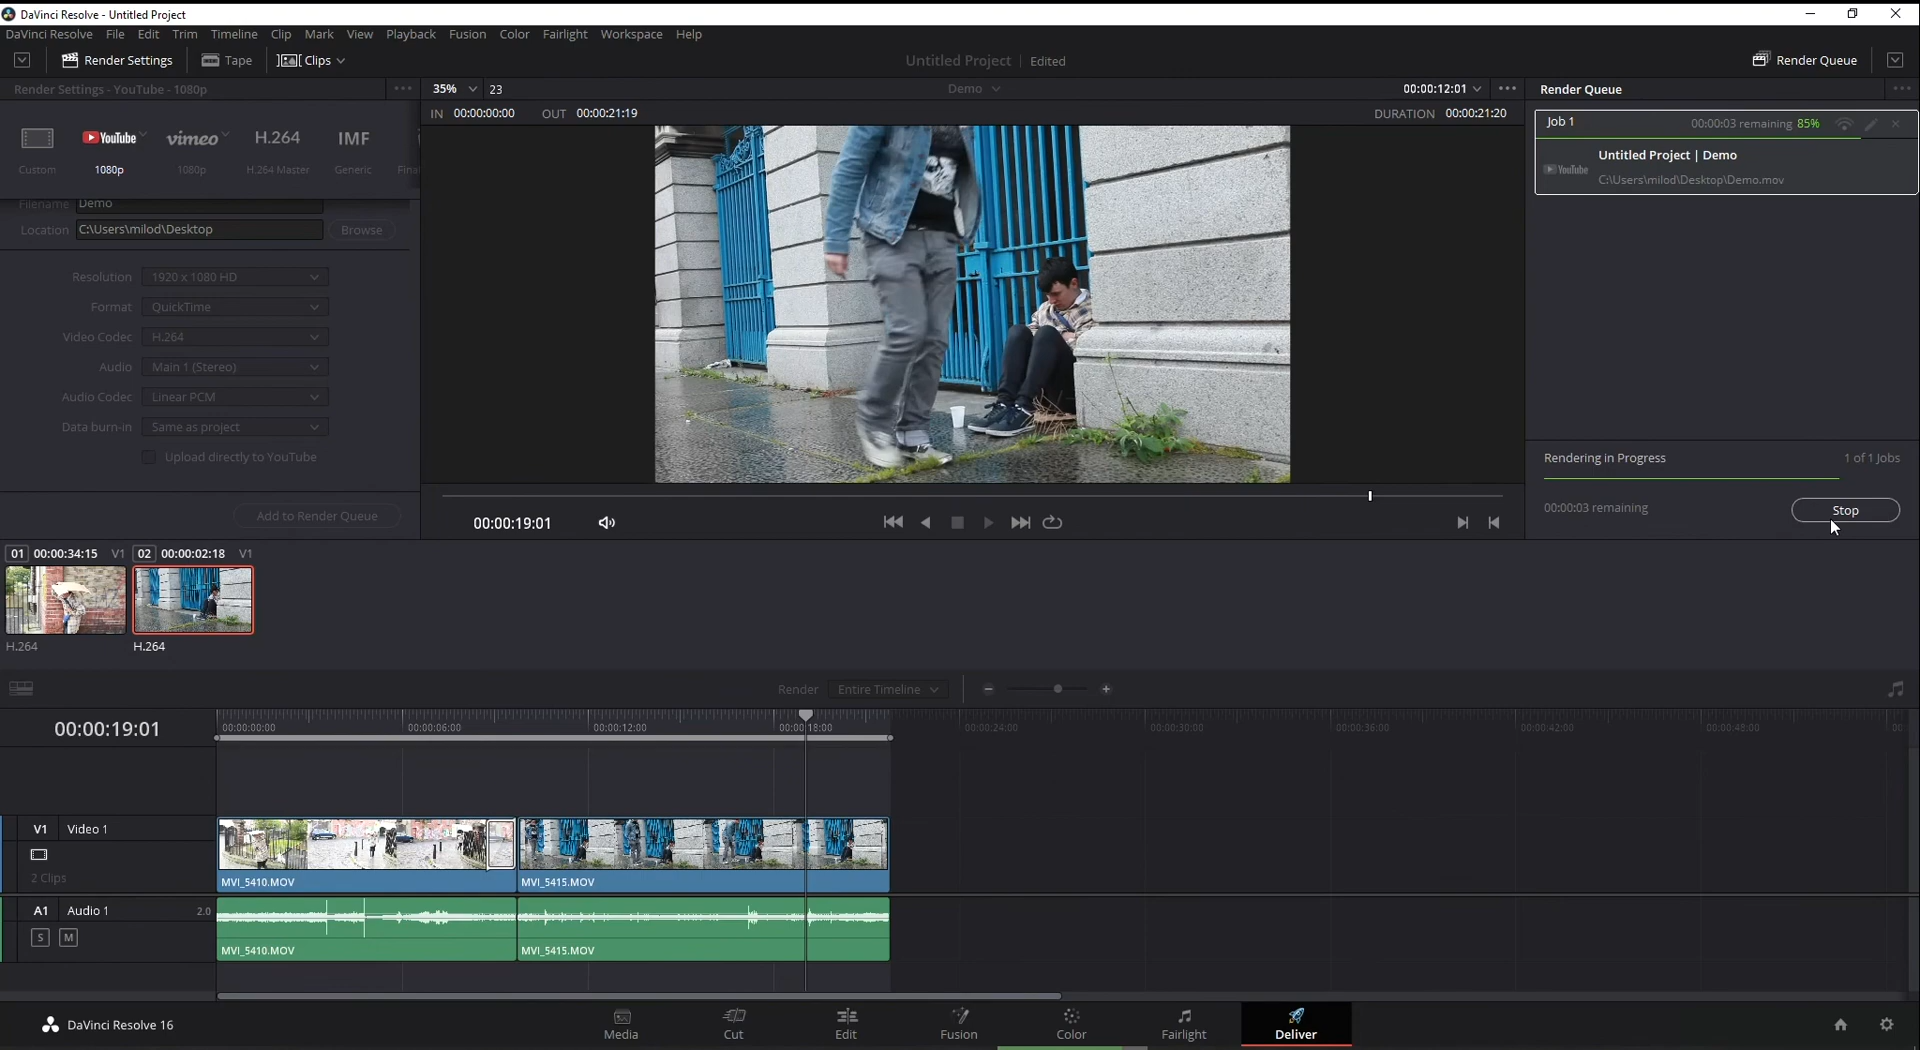 DaVinci Resolve - Untitled Project
DaVinci Resolve File Edit Trim Timeline Clip Mark View Playback Fusion Color Fairlight Workspace Help
Render Settings Tape Clips Untitled Project Edited Render Queue
Render Settings - YouTube - 1080p 35% 23 Demo 00:00:12:01 Render Queue
IN 00:00:00:00 OUT 00:00:21:19 DURATION 00:00:21:20
Job 1 00:00:03 remaining 85%
YouTube vimeo H.264 IMF
Custom 1080p 1080p H.264 Master Generic Final
YouTube Untitled Project | Demo
C:\Users\milod\Desktop\Demo.mov
Filename Demo
Location C:\Users\milod\Desktop Browse
Resolution 1920 x 1080 HD
Format QuickTime
Video Codec H.264
Audio Main 1 (Stereo)
Audio Codec Linear PCM
Data burn-in Same as project
Upload directly to YouTube
Rendering in Progress 1 of 1 Jobs
00:00:03 remaining Stop
Add to Render Queue 00:00:19:01
01 00:00:34:15 V1 02 00:00:02:18 V1
H.264 H.264
Render Entire Timeline
00:00:19:01 00:00:00:00 00:00:06:00 00:00:12:00 00:00:18:00 00:00:24:00 00:00:30:00 00:00:36:00 00:00:42:00 00:00:48:00 00
V1 Video 1
2 Clips MVI_5410.MOV MVI_5415.MOV
A1 Audio 1 2.0
S M
MVI_5410.MOV MVI_5415.MOV
DaVinci Resolve 16 Media Cut Edit Fusion Color Fairlight Deliver